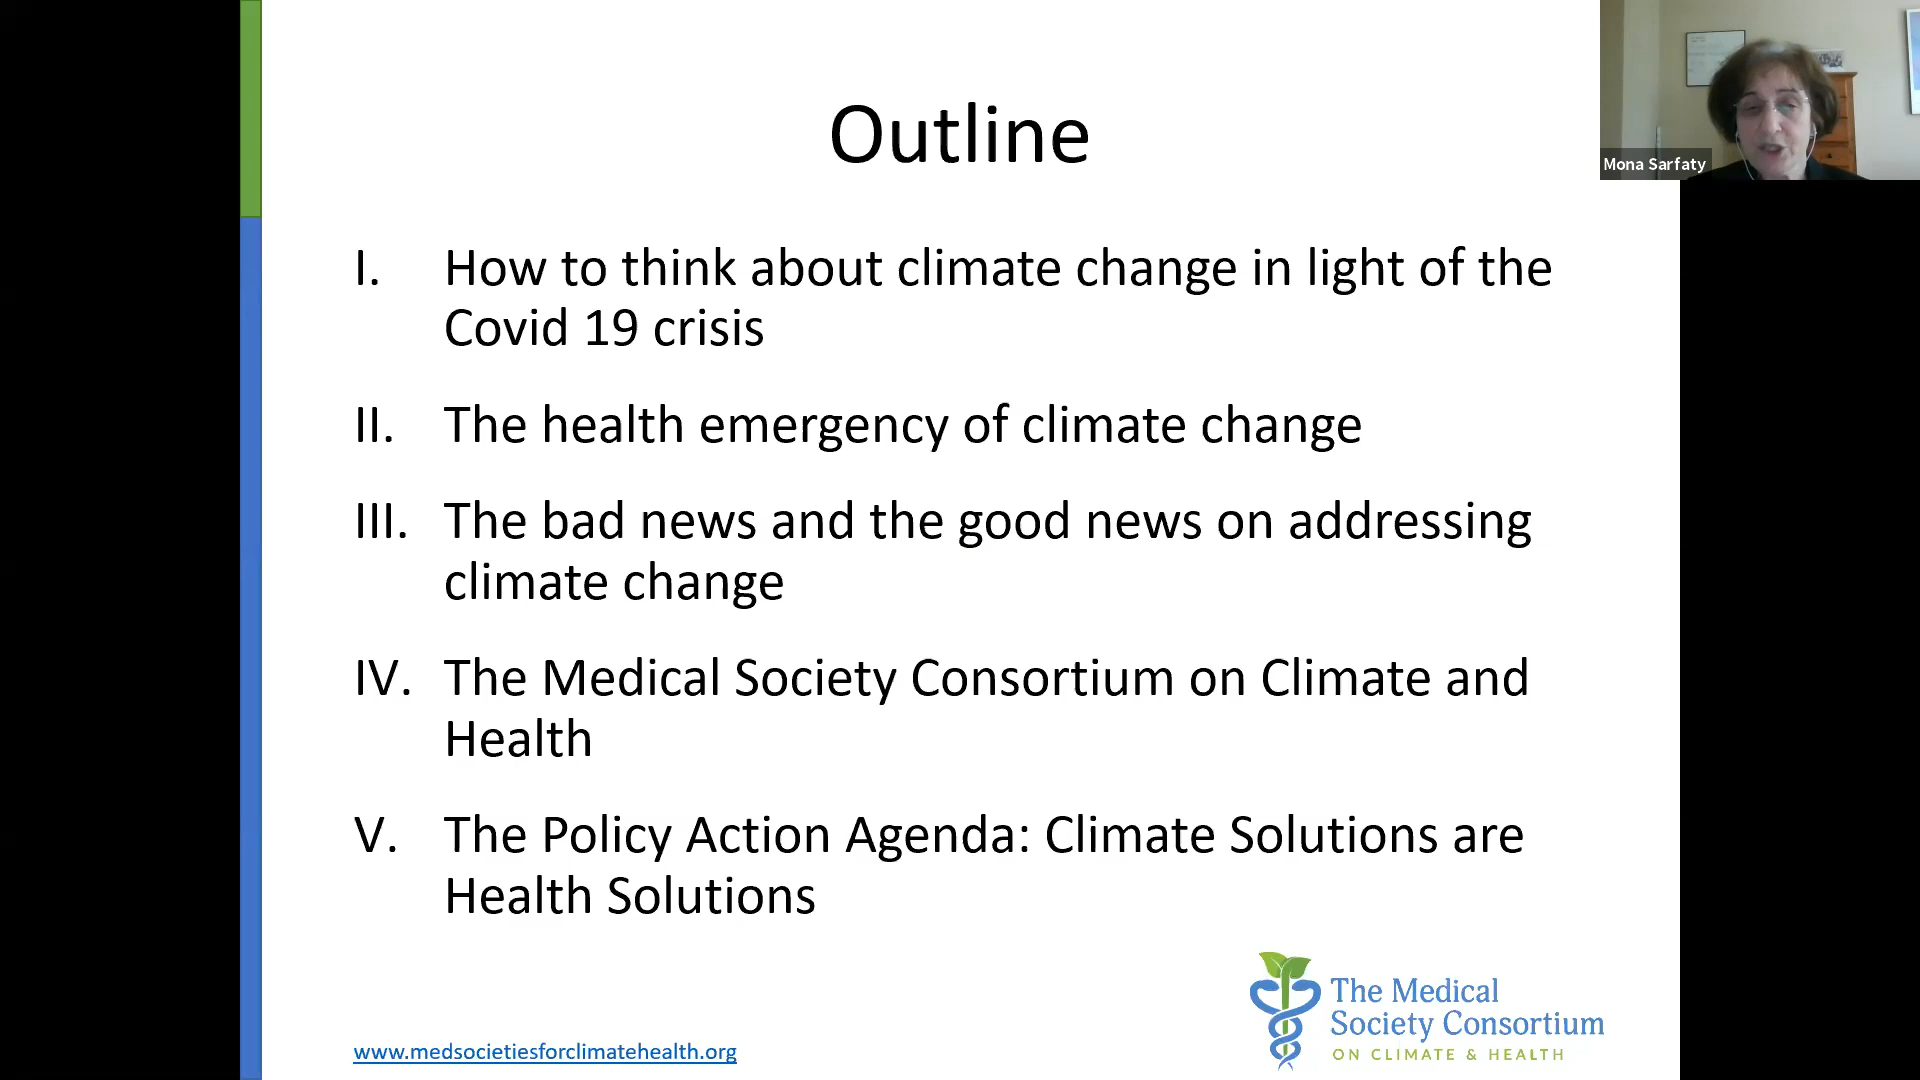 Outline
Mona Sarfaty
I. How to think about climate change in light of the
Covid 19 crisis
II. The health emergency of climate change
III. The bad news and the good news on addressing
climate change
IV. The Medical Society Consortium on Climate and
Health
V. The Policy Action Agenda: Climate Solutions are
Health Solutions
www.medsocietiesforclimatehealth.org
The Medical
Society Consortium
ON CLIMATE & HEALTH